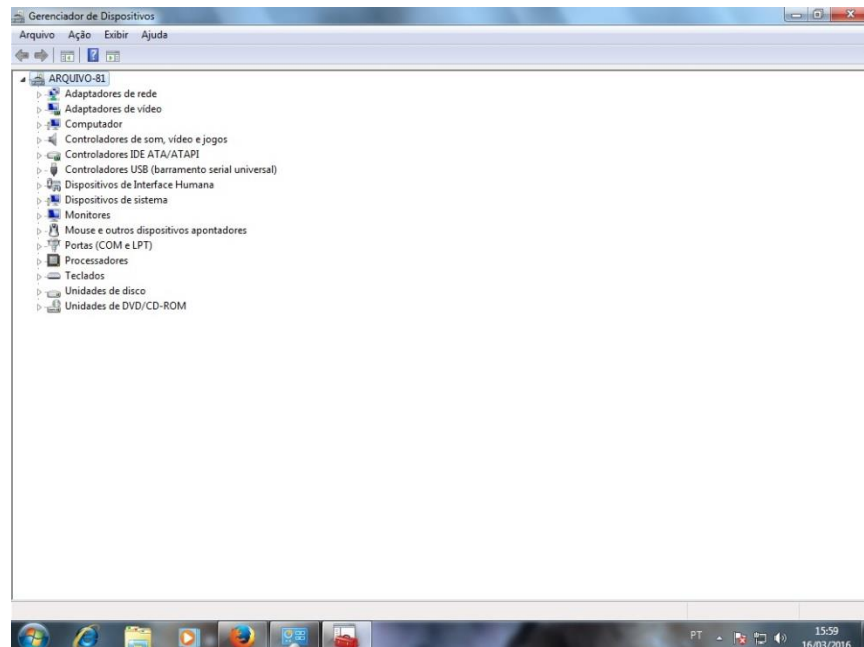 Gerenciador de Dispositivos
Arquivo Ação Exibir Ajuda
ARQUIVO-81
Adaptadores de rede
Adaptadores de vídeo
Computador
Controladores de som, vídeo e jogos
Controladores IDE ATA/ATAPI
Controladores USB (barramento serial universal)
Dispositivos de Interface Humana
Dispositivos de sistema
Monitores
Mouse e outros dispositivos apontadores
Portas (COM e LPT)
Processadores
Teclados
Unidades de disco
Unidades de DVD/CD-ROM
PT
15:59
16/03/2016